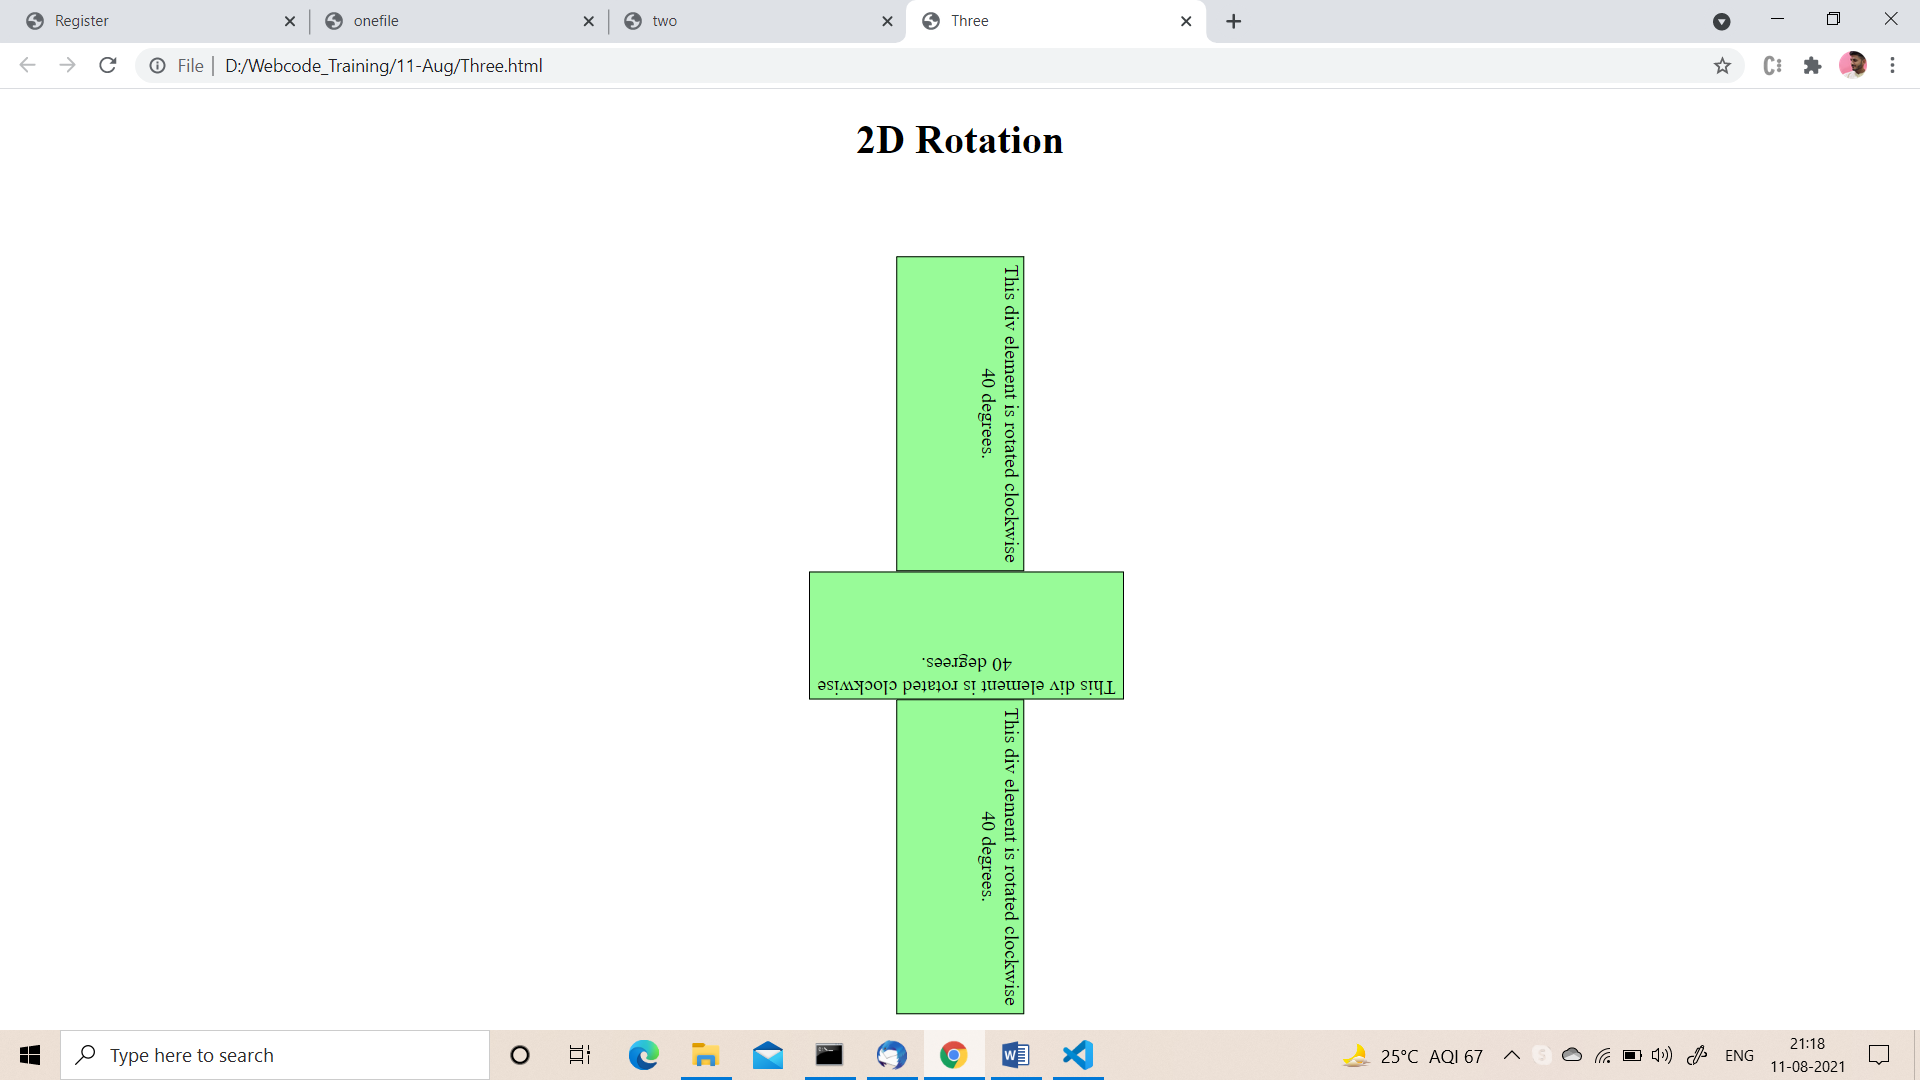 Register
onefile
two
Three
File
D:/Webcode_Training/11-Aug/Three.html
2D Rotation
This div element is rotated clockwise
40 degrees.
This div element is rotated clockwise
40 degrees.
This div element is rotated clockwise
40 degrees.
Type here to search
25°C AQI 67
ENG
21:18
11-08-2021